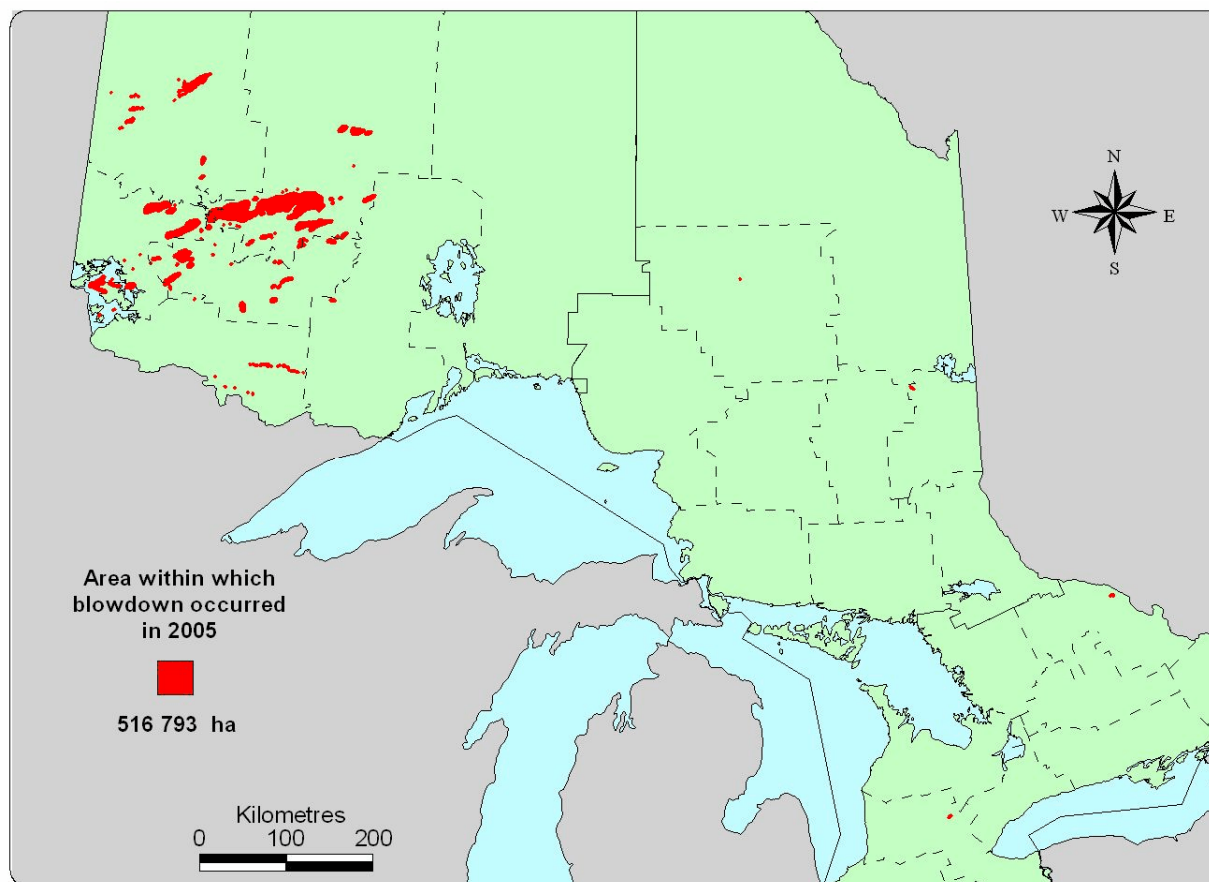 N
W E
S
Area within which
blowdown occurred
in 2005
516 793 ha
Kilometres
0 100 200